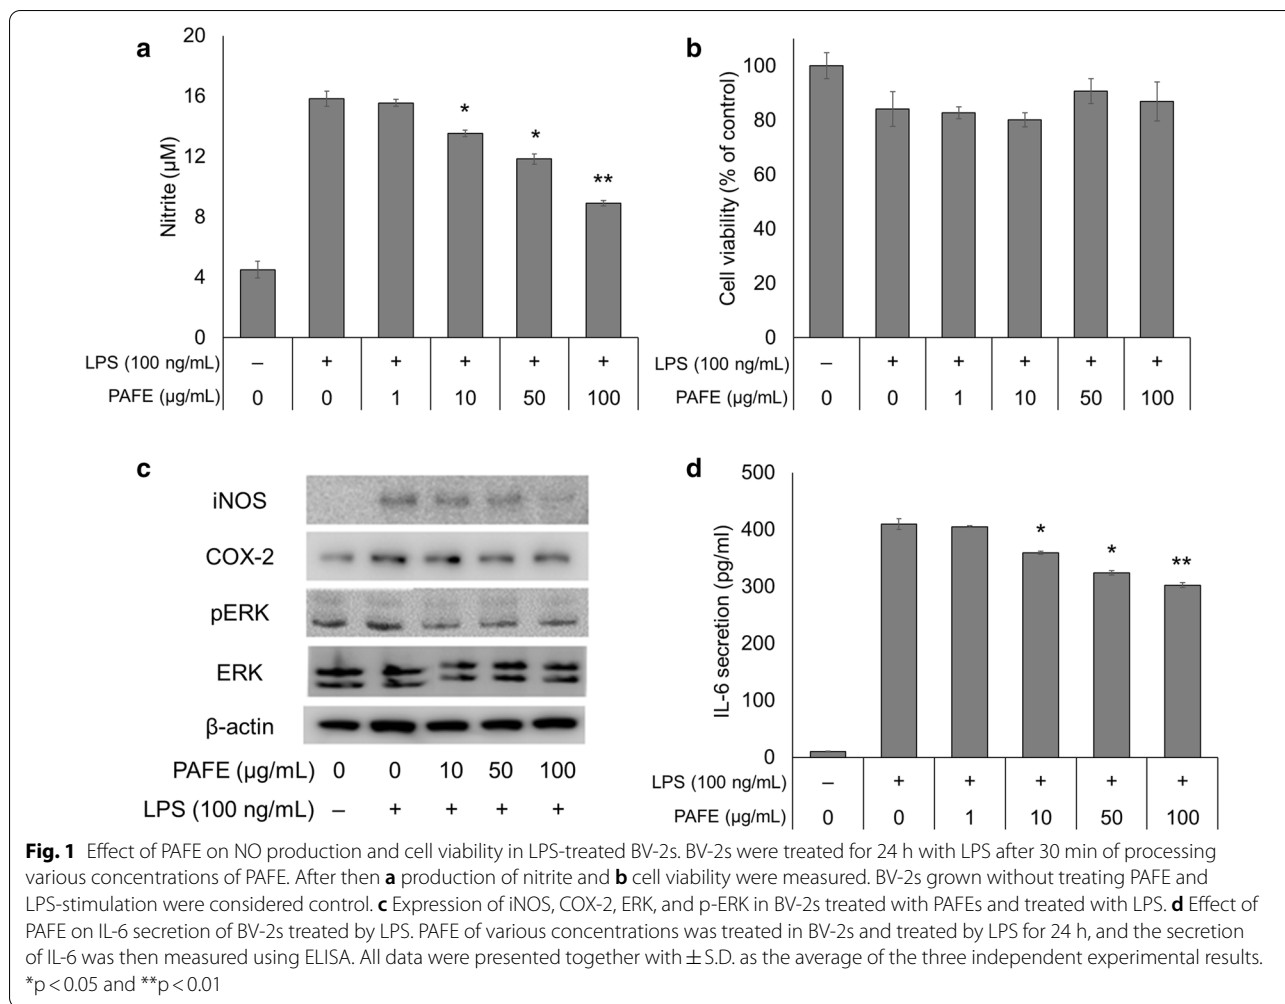 a
20
16
12
8
4
0
Nitrite (µM)
*
*
**
LPS (100 ng/mL) – + + + + +
PAFE (µg/mL) 0 0 1 10 50 100
b
100
80
60
40
20
0
Cell viability (% of control)
LPS (100 ng/mL) – + + + + +
PAFE (µg/mL) 0 0 1 10 50 100
c
iNOS
COX-2
pERK
ERK
β-actin
PAFE (µg/mL) 0 0 10 50 100
LPS (100 ng/mL) – + + + +
d
500
400
300
200
100
0
IL-6 secretion (pg/ml)
*
*
**
LPS (100 ng/mL) – + + + + +
PAFE (µg/mL) 0 0 1 10 50 100
Fig. 1 Effect of PAFE on NO production and cell viability in LPS-treated BV-2s. BV-2s were treated for 24 h with LPS after 30 min of processing
various concentrations of PAFE. After then a production of nitrite and b cell viability were measured. BV-2s grown without treating PAFE and
LPS-stimulation were considered control. c Expression of iNOS, COX-2, ERK, and p-ERK in BV-2s treated with PAFEs and treated with LPS. d Effect of
PAFE on IL-6 secretion of BV-2s treated by LPS. PAFE of various concentrations was treated in BV-2s and treated by LPS for 24 h, and the secretion
of IL-6 was then measured using ELISA. All data were presented together with ± S.D. as the average of the three independent experimental results.
*p < 0.05 and **p < 0.01